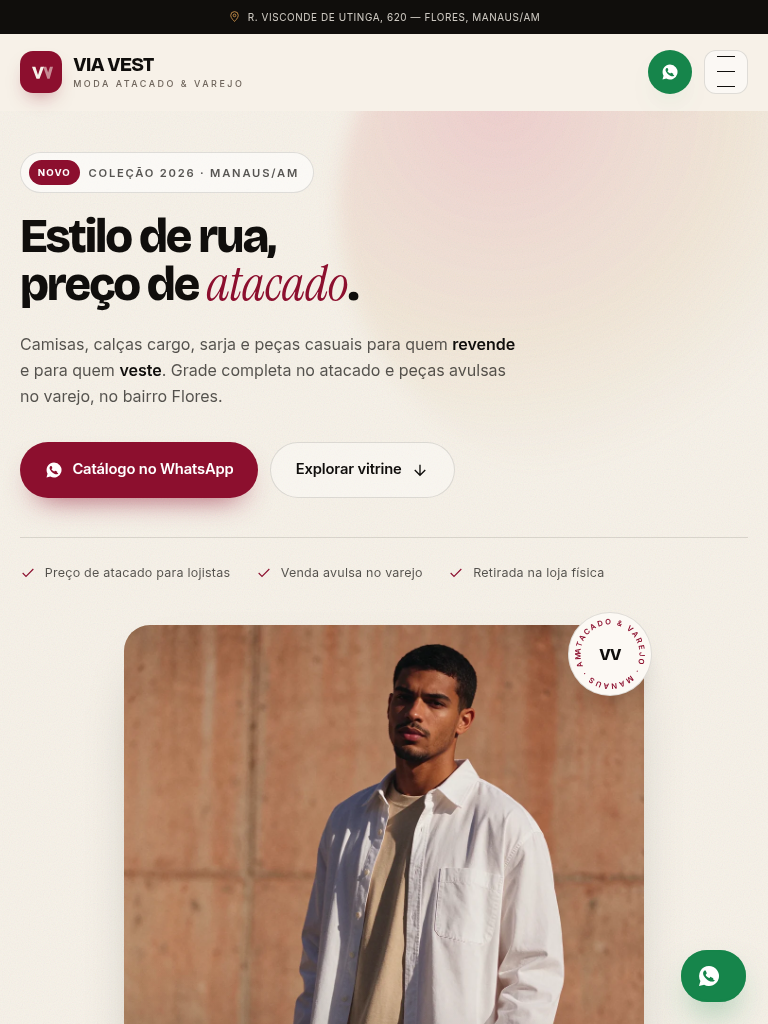 R. VISCONDE DE UTINGA, 620 — FLORES, MANAUS/AM
VV
VIA VEST
MODA ATACADO & VAREJO
NOVO COLEÇÃO 2026 · MANAUS/AM
Estilo de rua,
preço de atacado.
Camisas, calças cargo, sarja e peças casuais para quem revende
e para quem veste. Grade completa no atacado e peças avulsas
no varejo, no bairro Flores.
Catálogo no WhatsApp
Explorar vitrine
Preço de atacado para lojistas
Venda avulsa no varejo
Retirada na loja física
ATACADO & VAREJO · MANAUS · AM
VV